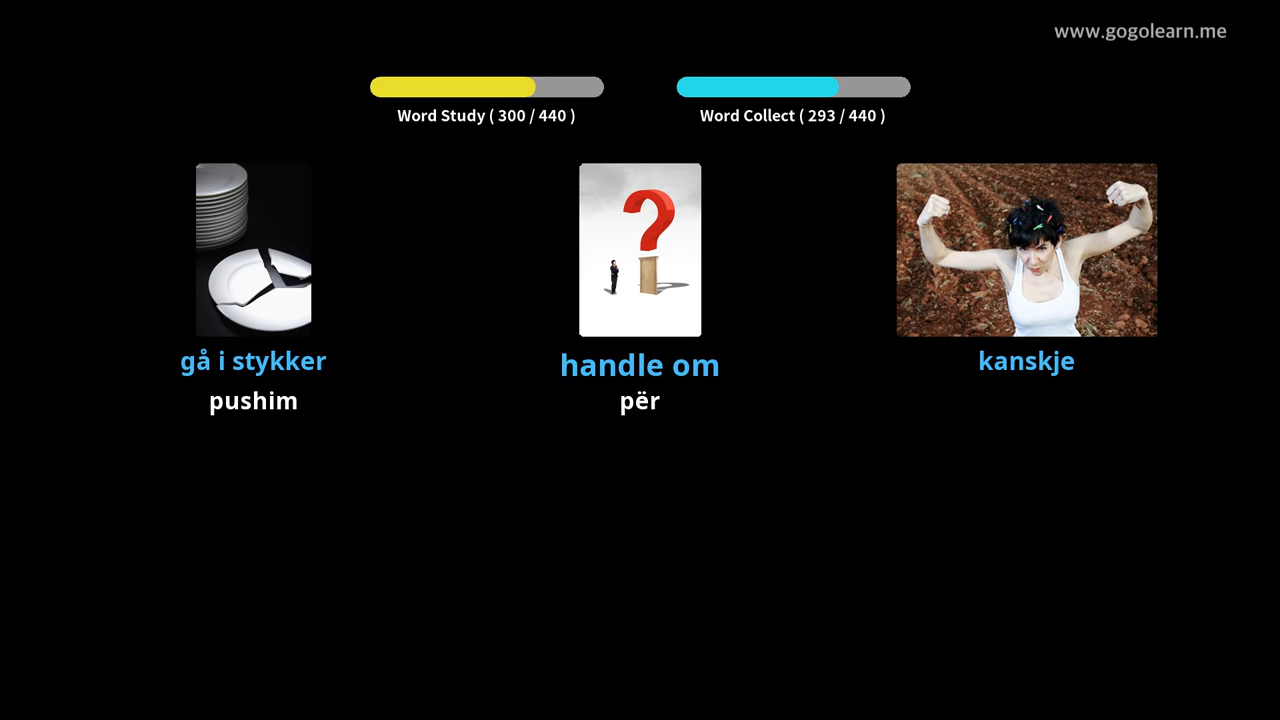 www.gogolearn.me
Word Study ( 300 / 440 )
Word Collect ( 293 / 440 )
gå i stykker
handle om
kanskje
pushim
për